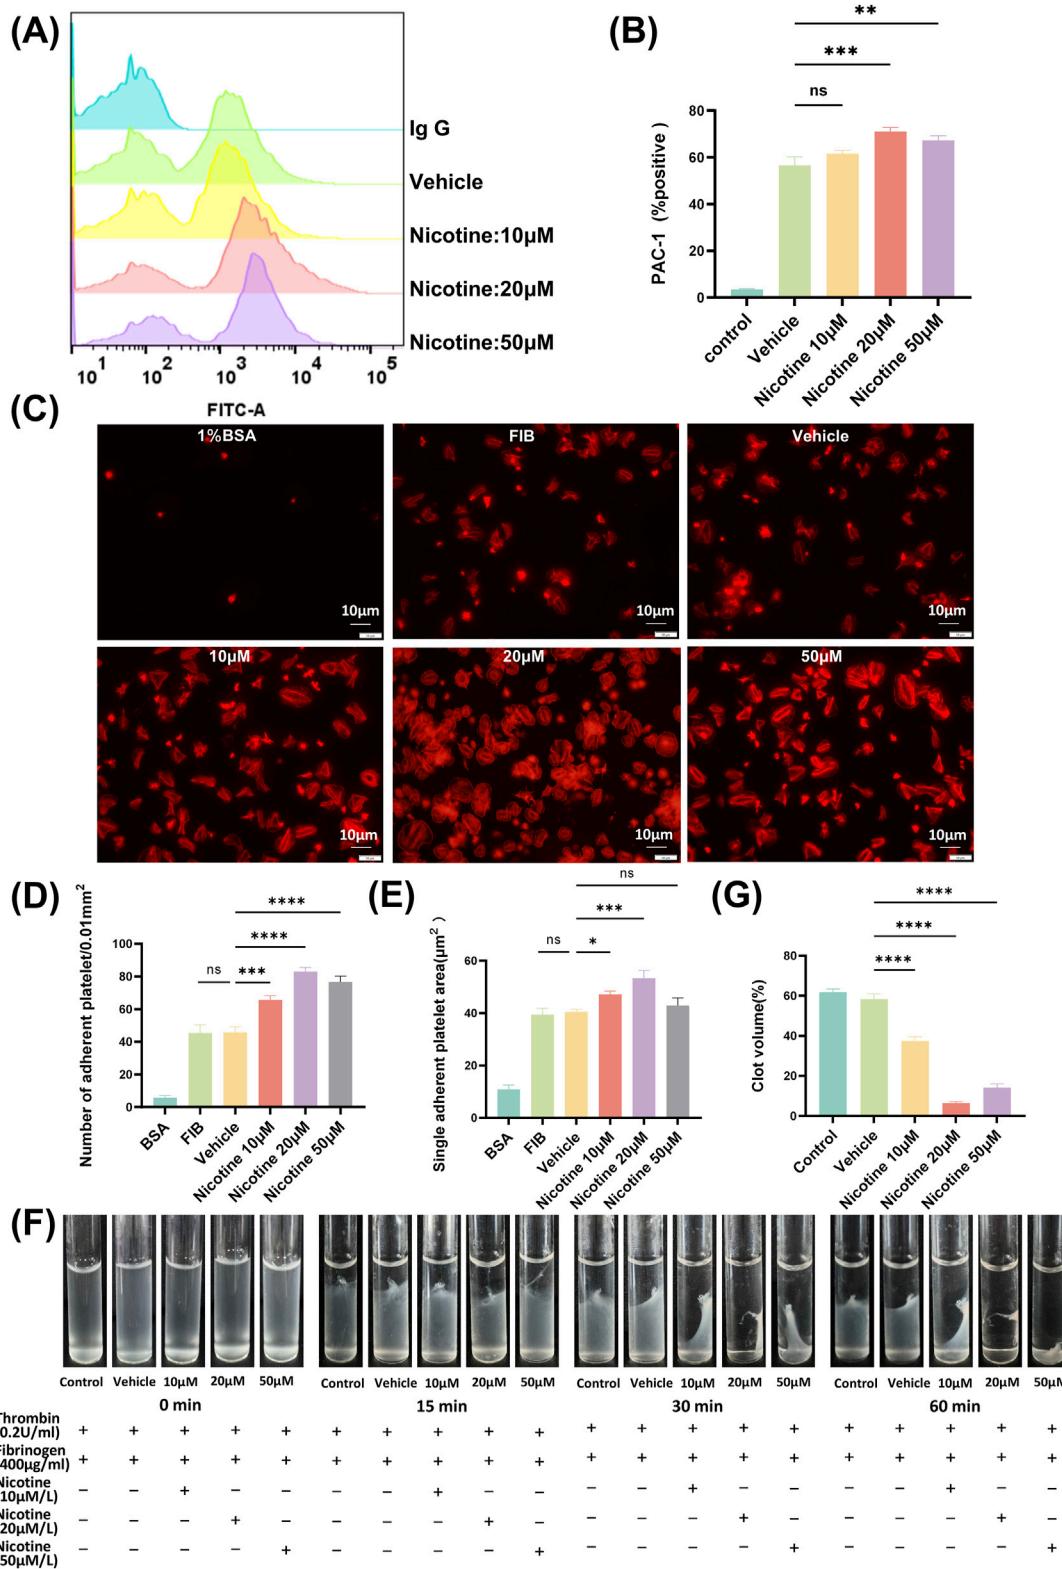 (A)
Ig G
Vehicle
Nicotine:10μM
Nicotine:20μM
Nicotine:50μM
10¹ 10² 10³ 10⁴ 10⁵
FITC-A
(B)
**
***
ns
PAC-1 (%positive )
80
60
40
20
0
control
Vehicle
Nicotine 10μM
Nicotine 20μM
Nicotine 50μM
(C)
1%BSA
10μm
FIB
10μm
Vehicle
10μm
10μM
10μm
20μM
10μm
50μM
10μm
(D)
Number of adherent platelet/0.01mm²
****
****
ns
***
100
80
60
40
20
0
BSA
FIB
Vehicle
Nicotine 10μM
Nicotine 20μM
Nicotine 50μM
(E)
Single adherent platelet area(μm² )
ns
***
ns
*
60
40
20
0
BSA
FIB
Vehicle
Nicotine 10μM
Nicotine 20μM
Nicotine 50μM
(G)
Clot volume(%)
****
****
****
80
60
40
20
0
Control
Vehicle
Nicotine 10μM
Nicotine 20μM
Nicotine 50μM
(F)
Control Vehicle 10μM 20μM 50μM Control Vehicle 10μM 20μM 50μM Control Vehicle 10μM 20μM 50μM Control Vehicle 10μM 20μM 50μM
0 min 15 min 30 min 60 min
Thrombin
0.2U/ml) + + + + + + + + + + + + + + + + + + + +
Fibrinogen
400μg/ml) + + + + + + + + + + + + + + + + + + + +
Nicotine
10μM/L) − − + − − − − + − − − − + − − − − + − −
Nicotine
20μM/L) − − − + − − − − + − − − − + − − − − + −
Nicotine
50μM/L) − − − − + − − − − + − − − − + − − − − +